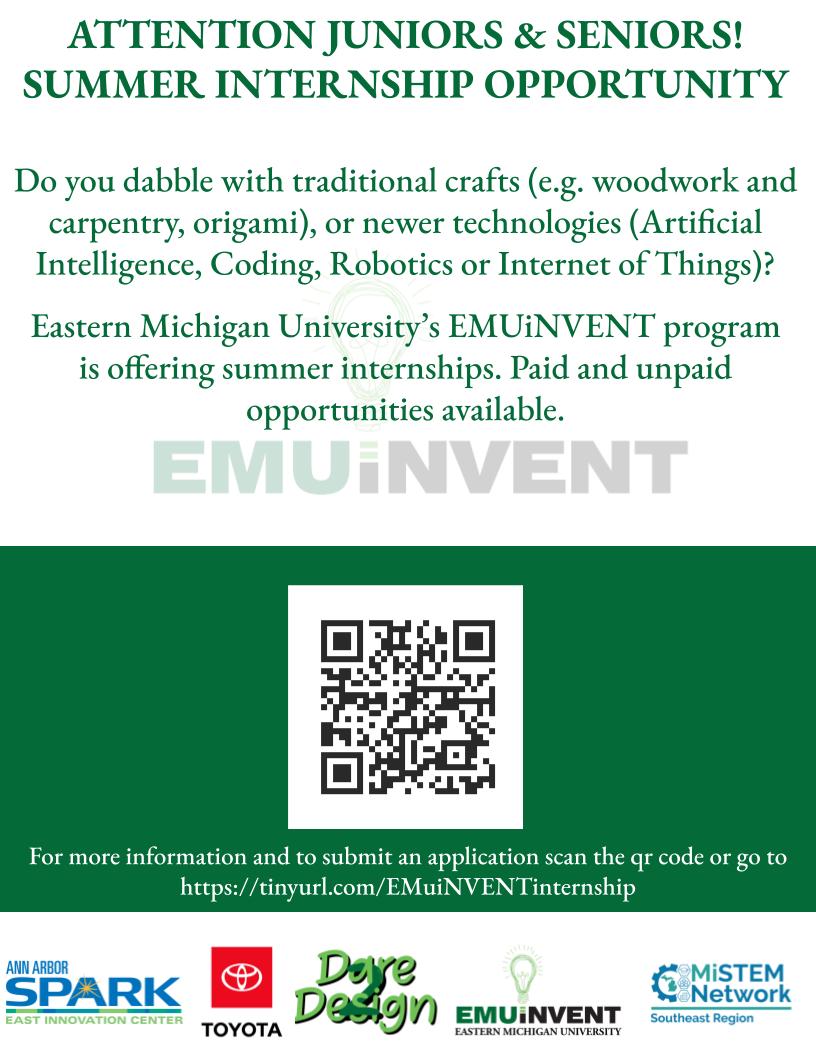 ATTENTION JUNIORS & SENIORS!
SUMMER INTERNSHIP OPPORTUNITY
Do you dabble with traditional crafts (e.g. woodwork and
carpentry, origami), or newer technologies (Artificial
Intelligence, Coding, Robotics or Internet of Things)?
Eastern Michigan University’s EMUiNVENT program
is offering summer internships. Paid and unpaid
opportunities available.
EMUiNVENT
For more information and to submit an application scan the qr code or go to
https://tinyurl.com/EMuiNVENTinternship
ANN ARBOR
SPARK
EAST INNOVATION CENTER
TOYOTA
Dare
2
Design
EMUiNVENT
EASTERN MICHIGAN UNIVERSITY
MiSTEM
Network
Southeast Region